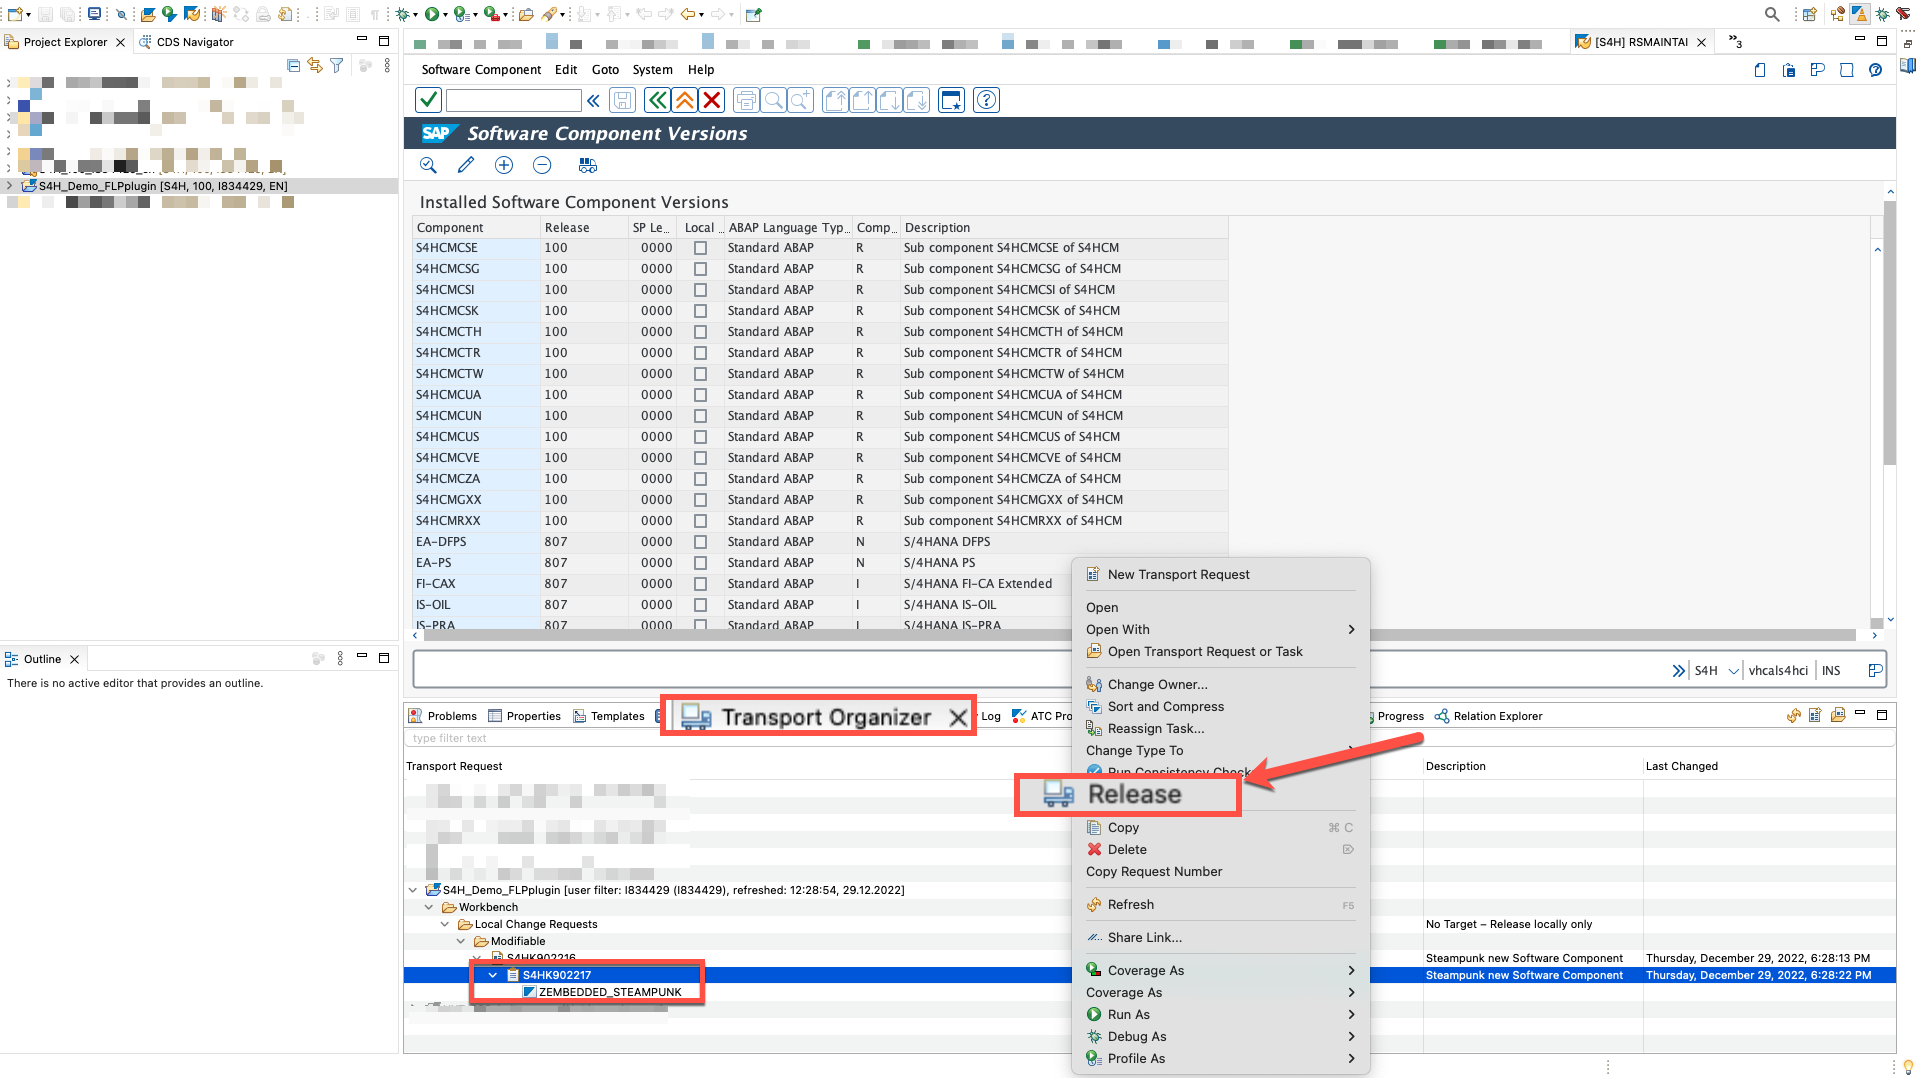 Project Explorer
CDS Navigator
[S4H] RSMAINTAI
3
Software Component Edit Goto System Help
SAP Software Component Versions
S4H_Demo_FLPplugin [S4H, 100, I834429, EN]
Installed Software Component Versions
Component Release SP Le... Local ... ABAP Language Typ... Comp... Description
S4HCMCSE 100 0000 Standard ABAP R Sub component S4HCMCSE of S4HCM
S4HCMCSG 100 0000 Standard ABAP R Sub component S4HCMCSG of S4HCM
S4HCMCSI 100 0000 Standard ABAP R Sub component S4HCMCSI of S4HCM
S4HCMCSK 100 0000 Standard ABAP R Sub component S4HCMCSK of S4HCM
S4HCMCTH 100 0000 Standard ABAP R Sub component S4HCMCTH of S4HCM
S4HCMCTR 100 0000 Standard ABAP R Sub component S4HCMCTR of S4HCM
S4HCMCTW 100 0000 Standard ABAP R Sub component S4HCMCTW of S4HCM
S4HCMCUA 100 0000 Standard ABAP R Sub component S4HCMCUA of S4HCM
S4HCMCUN 100 0000 Standard ABAP R Sub component S4HCMCUN of S4HCM
S4HCMCUS 100 0000 Standard ABAP R Sub component S4HCMCUS of S4HCM
S4HCMCVE 100 0000 Standard ABAP R Sub component S4HCMCVE of S4HCM
S4HCMCZA 100 0000 Standard ABAP R Sub component S4HCMCZA of S4HCM
S4HCMGXX 100 0000 Standard ABAP R Sub component S4HCMGXX of S4HCM
S4HCMRXX 100 0000 Standard ABAP R Sub component S4HCMRXX of S4HCM
EA-DFPS 807 0000 Standard ABAP N S/4HANA DFPS
EA-PS 807 0000 Standard ABAP N S/4HANA PS
FI-CAX 807 0000 Standard ABAP I S/4HANA FI-CA Extended
IS-OIL 807 0000 Standard ABAP I S/4HANA IS-OIL
IS-PRA 807 0000 Standard ABAP I S/4HANA IS-PRA
Outline
There is no active editor that provides an outline.
S4H vhcals4hci INS
Problems Properties Templates Transport Organizer Log ATC Pro Progress Relation Explorer
type filter text
Transport Request Description Last Changed
S4H_Demo_FLPplugin [user filter: I834429 (I834429), refreshed: 12:28:54, 29.12.2022]
Workbench
Local Change Requests No Target – Release locally only
Modifiable
S4HK902216 Steampunk new Software Component Thursday, December 29, 2022, 6:28:13 PM
S4HK902217 Steampunk new Software Component Thursday, December 29, 2022, 6:28:22 PM
ZEMBEDDED_STEAMPUNK
New Transport Request
Open
Open With
Open Transport Request or Task
Change Owner...
Sort and Compress
Reassign Task...
Change Type To
Run Consistency Check
Release
Copy ⌘ C
Delete ⌦
Copy Request Number
Refresh F5
Share Link...
Coverage As
Coverage As
Run As
Debug As
Profile As